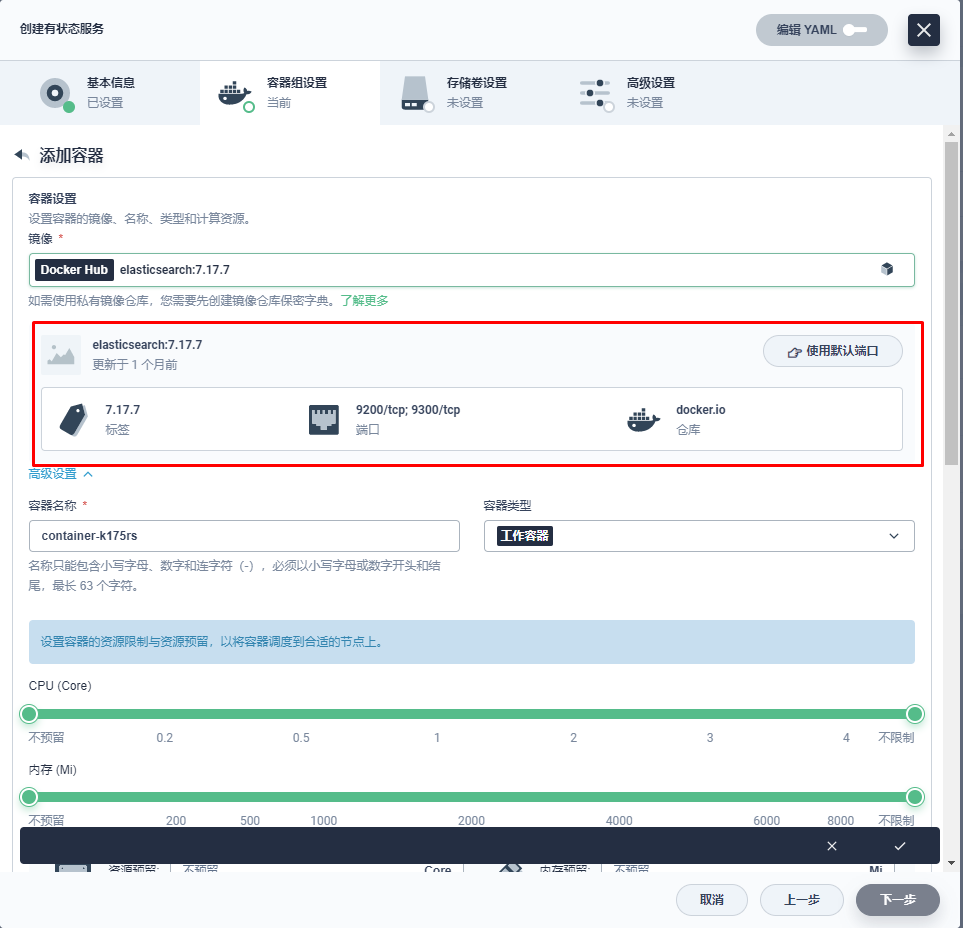 创建有状态服务
编辑 YAML
基本信息
已设置
容器组设置
当前
存储卷设置
未设置
高级设置
未设置
添加容器
容器设置
设置容器的镜像、名称、类型和计算资源。
镜像 *
Docker Hub elasticsearch:7.17.7
如需使用私有镜像仓库，您需要先创建镜像仓库保密字典。了解更多
elasticsearch:7.17.7
更新于 1 个月前
使用默认端口
7.17.7
标签
9200/tcp; 9300/tcp
端口
docker.io
仓库
高级设置
容器名称 *
容器类型
container-k175rs
工作容器
名称只能包含小写字母、数字和连字符（-），必须以小写字母或数字开头和结
尾，最长 63 个字符。
设置容器的资源限制与资源预留，以将容器调度到合适的节点上。
CPU (Core)
不预留 0.2 0.5 1 2 3 4 不限制
内存 (Mi)
不预留 200 500 1000 2000 4000 6000 8000 不限制
资源预留: 不预留 Core 内存预留: 不预留 Mi
取消 上一步 下一步